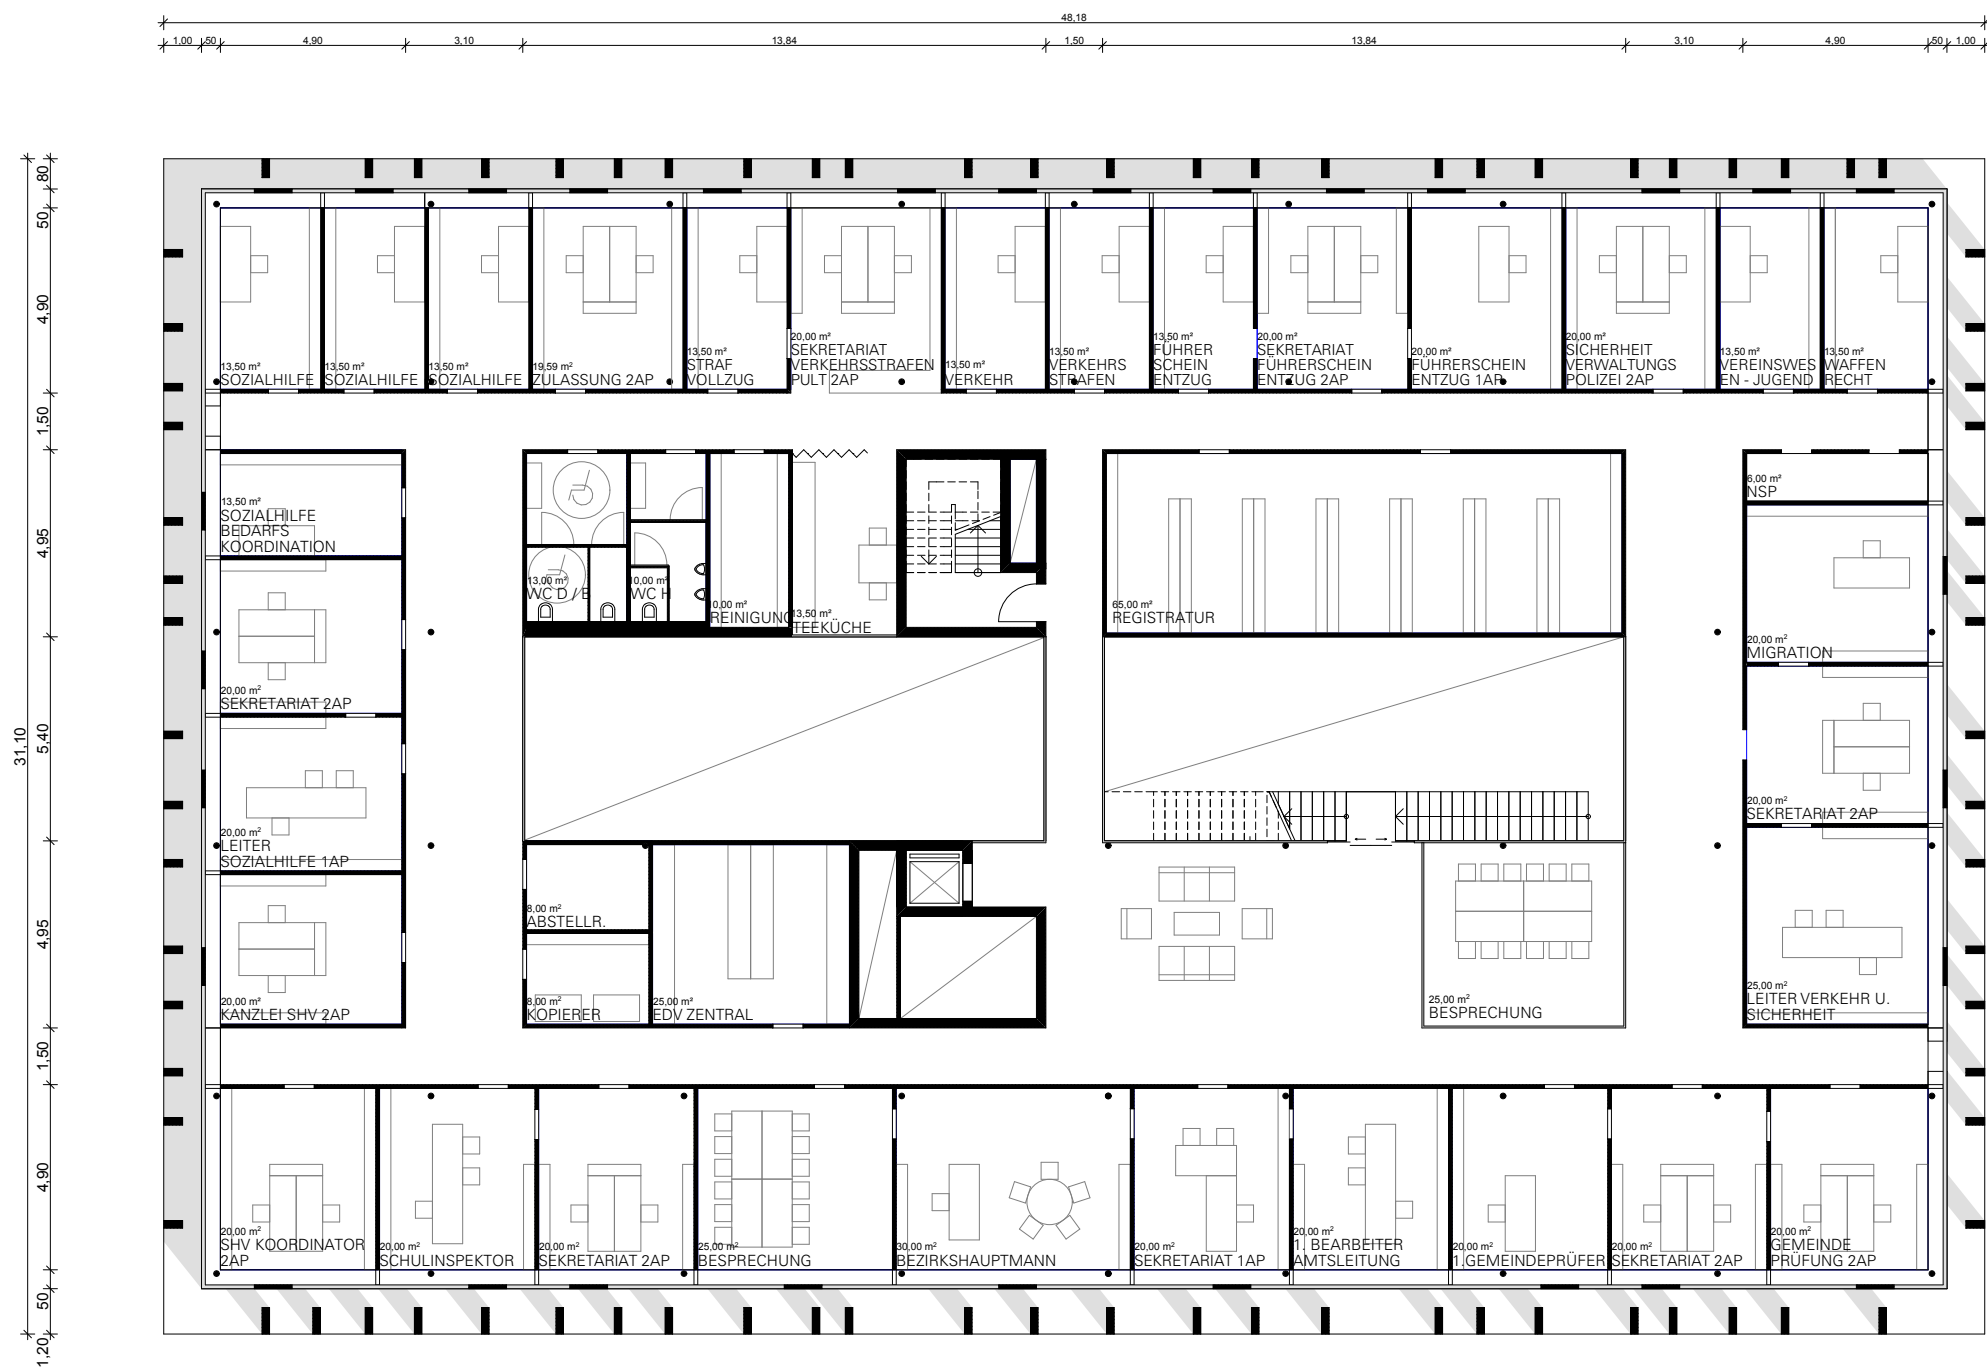 48,18
1,00
50
4,90
3,10
13,84
1,50
13,84
3,10
4,90
50
1,00
31,10
80
50
4,90
1,50
4,95
5,40
4,95
1,50
4,90
50
1,20
13,50 m²
SOZIALHILFE
13,50 m²
SOZIALHILFE
13,50 m²
SOZIALHILFE
19,59 m²
ZULASSUNG 2AP
13,50 m²
STRAF
VOLLZUG
20,00 m²
SEKRETARIAT
VERKEHRSSTRAFEN
PULT 2AP
13,50 m²
VERKEHR
13,50 m²
VERKEHRS
STRAFEN
13,50 m²
FÜHRER
SCHEIN
ENTZUG
20,00 m²
SEKRETARIAT
FÜHRERSCHEIN
ENTZUG 2AP
20,00 m²
FÜHRERSCHEIN
ENTZUG 1AP
20,00 m²
SICHERHEIT
VERWALTUNGS
POLIZEI 2AP
13,50 m²
VEREINSWES
EN - JUGEND
13,50 m²
WAFFEN
RECHT
13,50 m²
SOZIALHILFE
BEDARFS
KOORDINATION
20,00 m²
SEKRETARIAT 2AP
20,00 m²
LEITER
SOZIALHILFE 1AP
20,00 m²
KANZLEI SHV 2AP
13,00 m²
WC D / B
10,00 m²
WC H
10,00 m²
REINIGUNG
13,50 m²
TEEKÜCHE
65,00 m²
REGISTRATUR
6,00 m²
NSP
20,00 m²
MIGRATION
20,00 m²
SEKRETARIAT 2AP
25,00 m²
LEITER VERKEHR U.
SICHERHEIT
8,00 m²
ABSTELLR.
8,00 m²
KOPIERER
25,00 m²
EDV ZENTRAL
25,00 m²
BESPRECHUNG
20,00 m²
SHV KOORDINATOR
2AP
20,00 m²
SCHULINSPEKTOR
20,00 m²
SEKRETARIAT 2AP
25,00 m²
BESPRECHUNG
30,00 m²
BEZIRKSHAUPTMANN
20,00 m²
SEKRETARIAT 1AP
20,00 m²
1. BEARBEITER
AMTSLEITUNG
20,00 m²
1.GEMEINDEPRÜFER
20,00 m²
SEKRETARIAT 2AP
20,00 m²
GEMEINDE
PRÜFUNG 2AP